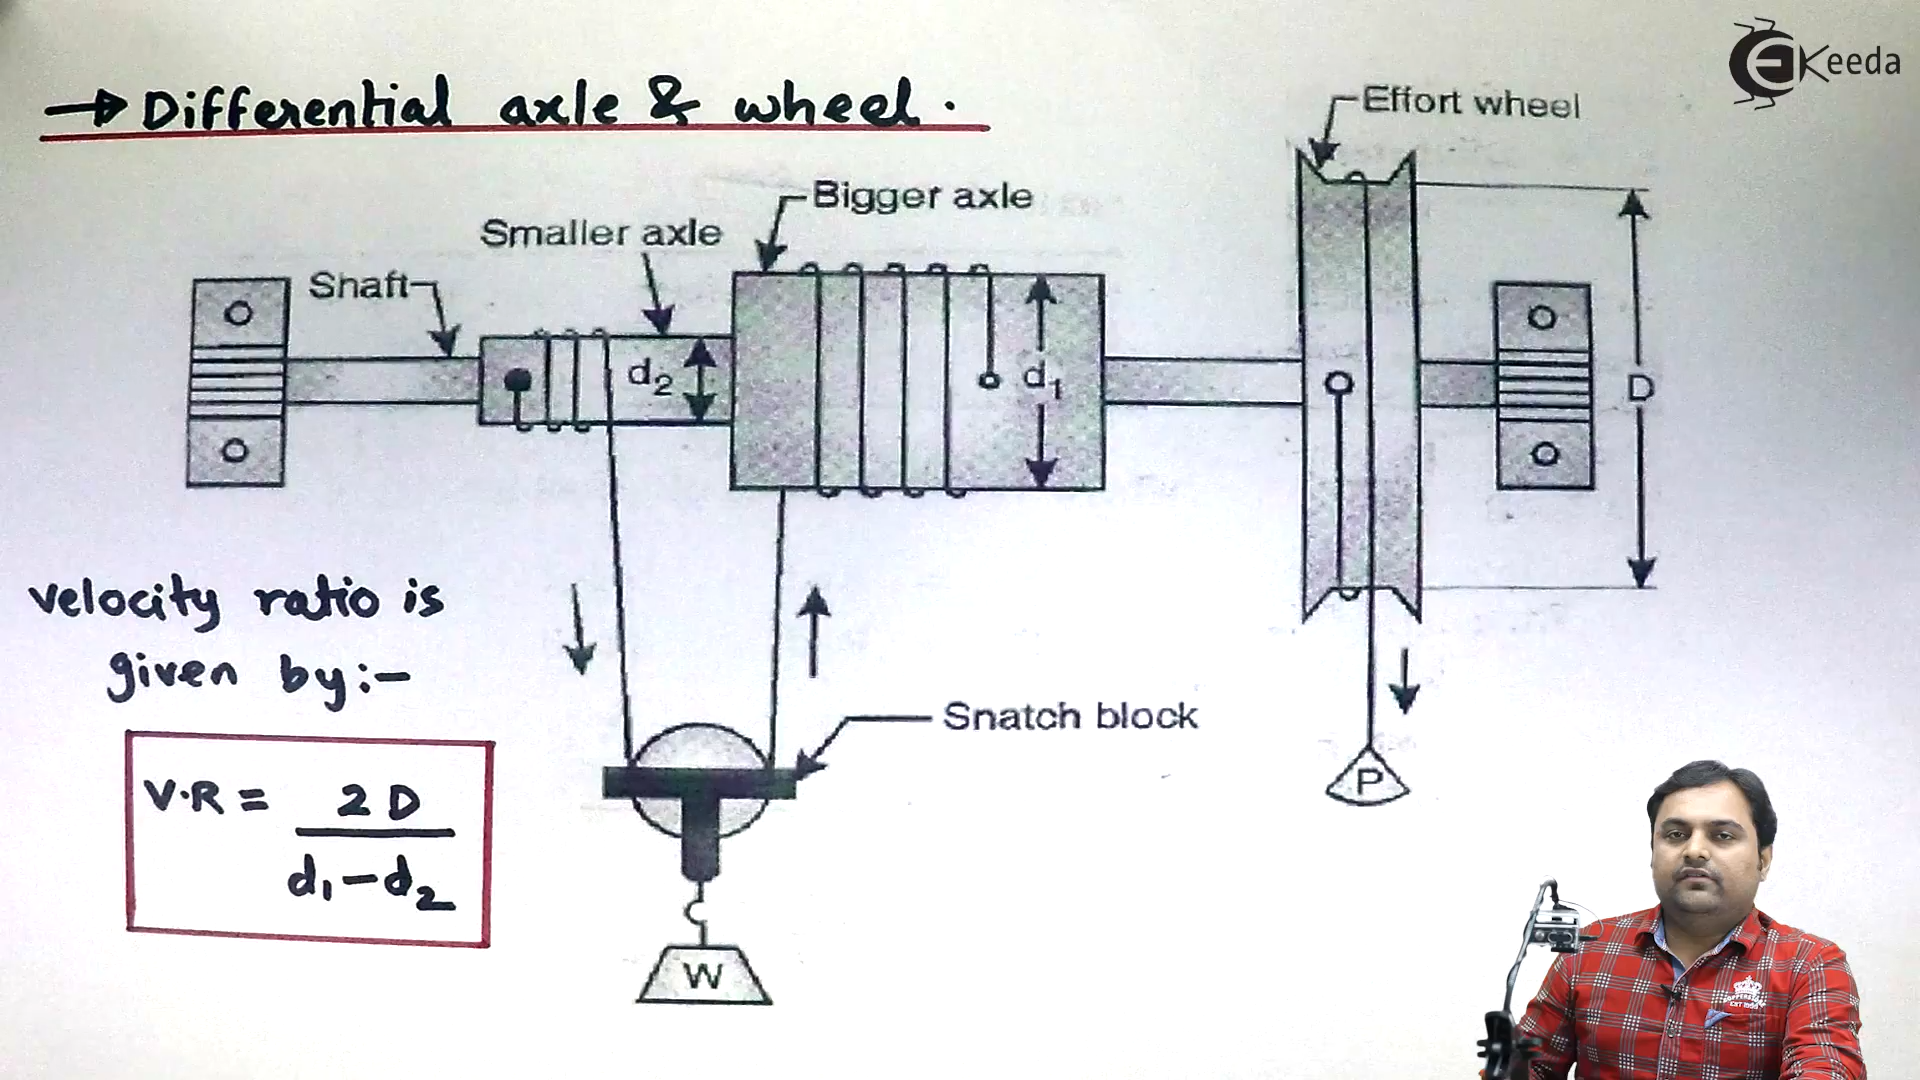 → Differential axle & wheel.
Keeda
Effort wheel
Bigger axle
Smaller axle
Shaft
d₂
d₁
D
velocity ratio is
given by:-
V.R = 2D
d₁-d₂
Snatch block
P
W